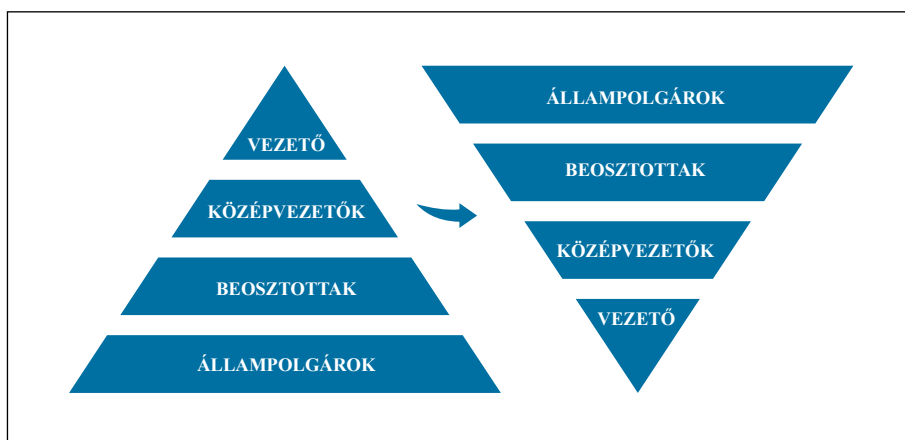 VEZETŐ
KÖZÉPVEZETŐK
BEOSZTOTTAK
ÁLLAMPOLGÁROK
ÁLLAMPOLGÁROK
BEOSZTOTTAK
KÖZÉPVEZETŐK
VEZETŐ